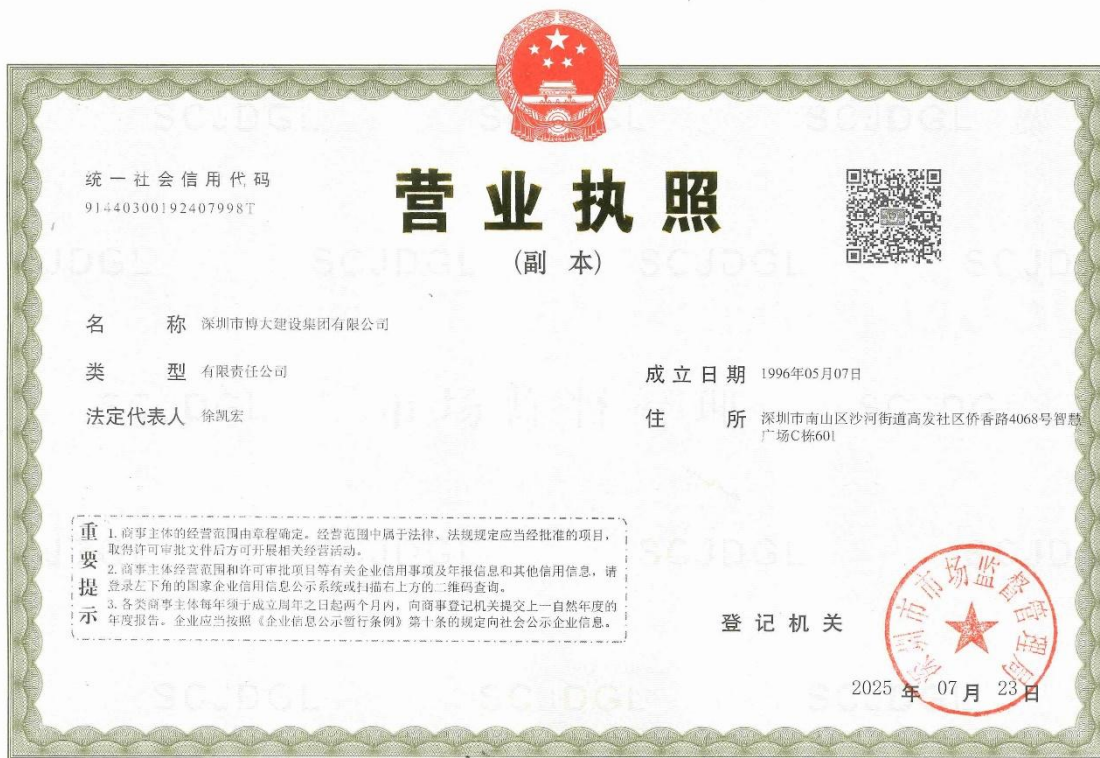 统一社会信用代码
91440300192407998T
营业执照
(副 本)
名 称 深圳市博大建设集团有限公司
类 型 有限责任公司
法定代表人 徐凯宏
成立日期 1996年05月07日
住 所 深圳市南山区沙河街道高发社区侨香路4068号智慧
广场C栋601
重要提示
1. 商事主体的经营范围由章程确定。经营范围中属于法律、法规规定应当经批准的项目，
取得许可审批文件后方可开展相关经营活动。
2. 商事主体经营范围和许可审批项目等有关企业信用事项及年报信息和其他信用信息，请
登录左下角的国家企业信用信息公示系统或扫描右上方的二维码查询。
3. 各类商事主体每年须于成立周年之日起两个月内，向商事登记机关提交上一自然年度的
年度报告。企业应当按照《企业信息公示暂行条例》第十条的规定向社会公示企业信息。
登记机关
深圳市市场监督管理局
2025 年 07 月 23 日
SCJDGL